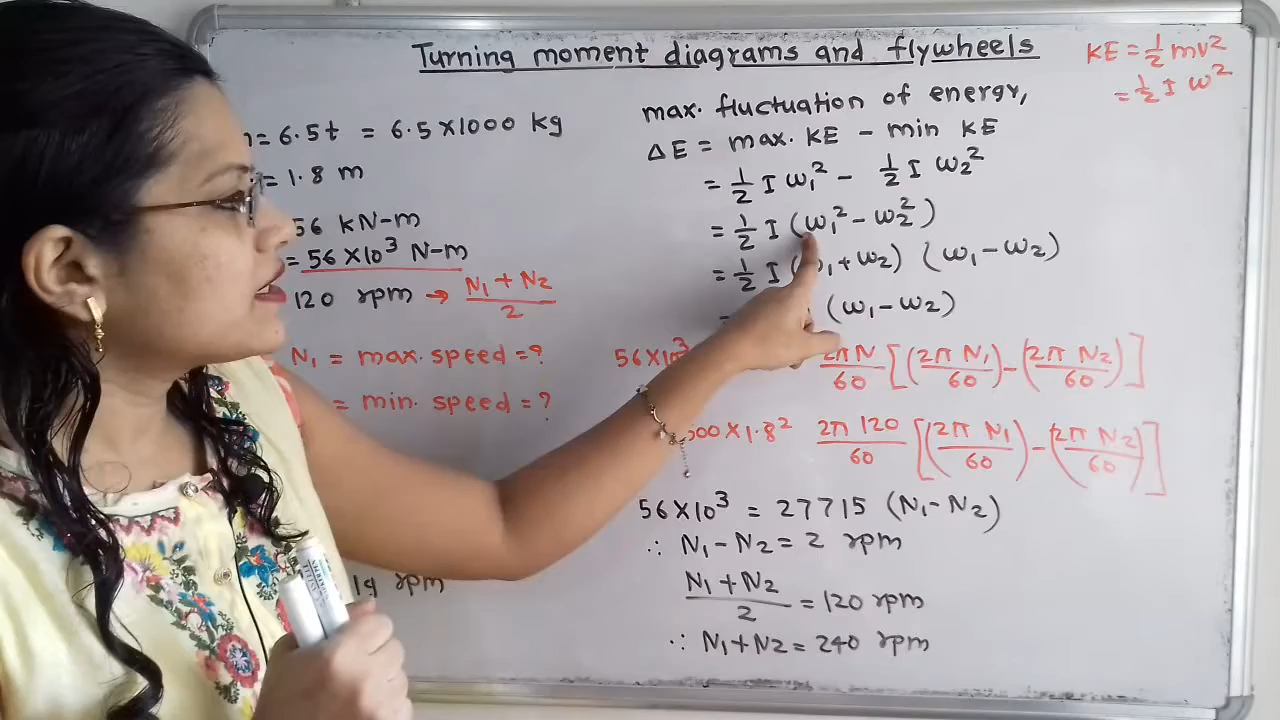 Turning moment diagrams and flywheels
KE = 1/2 mv²
= 1/2 I ω²
= 6.5t = 6.5×1000 kg
= 1.8 m
56 kN-m
= 56×10³ N-m
120 rpm → N₁ + N₂ / 2
N₁ = max. speed = ?
= min. speed = ?
19 rpm
max. fluctuation of energy,
ΔE = max. KE - min KE
= 1/2 I ω₁² - 1/2 I ω₂²
= 1/2 I (ω₁² - ω₂²)
= 1/2 I (ω₁ + ω₂) (ω₁ - ω₂)
(ω₁ - ω₂)
56×10³ 2πN/60 [(2πN₁/60) - (2πN₂/60)]
500 × 1.8² 2π 120/60 [(2π N₁/60) - (2π N₂/60)]
56×10³ = 27715 (N₁ - N₂)
∴ N₁ - N₂ = 2 rpm
N₁ + N₂ / 2 = 120 rpm
∴ N₁ + N₂ = 240 rpm